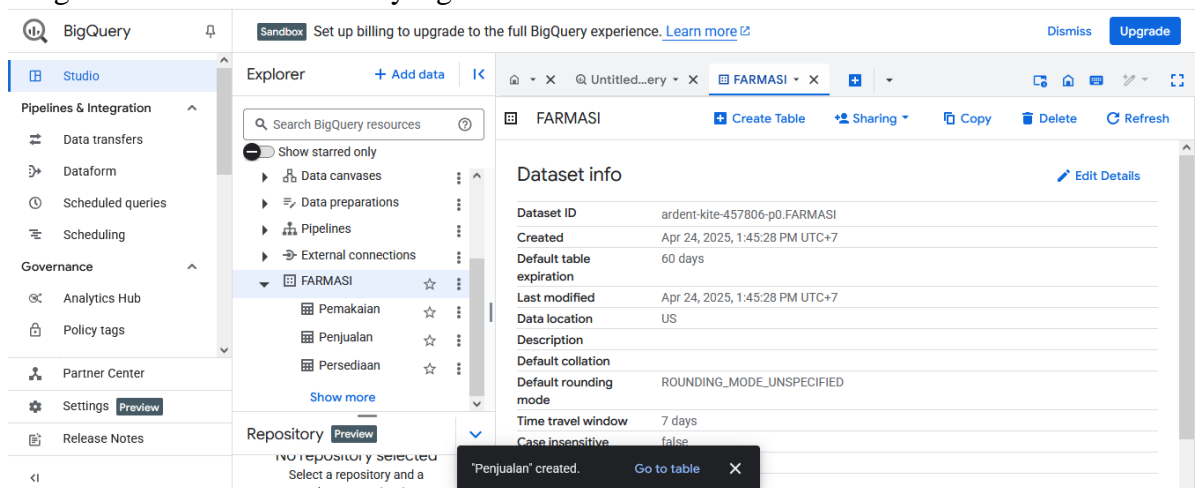 BigQuery
Sandbox Set up billing to upgrade to the full BigQuery experience. Learn more
Dismiss
Upgrade
Studio
Pipelines & Integration
Data transfers
Dataform
Scheduled queries
Scheduling
Governance
Analytics Hub
Policy tags
Partner Center
Settings Preview
Release Notes
Explorer
+ Add data
Search BigQuery resources
Show starred only
Data canvases
Data preparations
Pipelines
External connections
FARMASI
Pemakaian
Penjualan
Persediaan
Show more
Repository Preview
No repository selected
Select a repository and a
Untitled...ery
FARMASI
FARMASI
Create Table
Sharing
Copy
Delete
Refresh
Dataset info
Edit Details
Dataset ID ardent-kite-457806-p0.FARMASI
Created Apr 24, 2025, 1:45:28 PM UTC+7
Default table expiration 60 days
Last modified Apr 24, 2025, 1:45:28 PM UTC+7
Data location US
Description
Default collation
Default rounding mode ROUNDING_MODE_UNSPECIFIED
Time travel window 7 days
Case insensitive false
"Penjualan" created.
Go to table